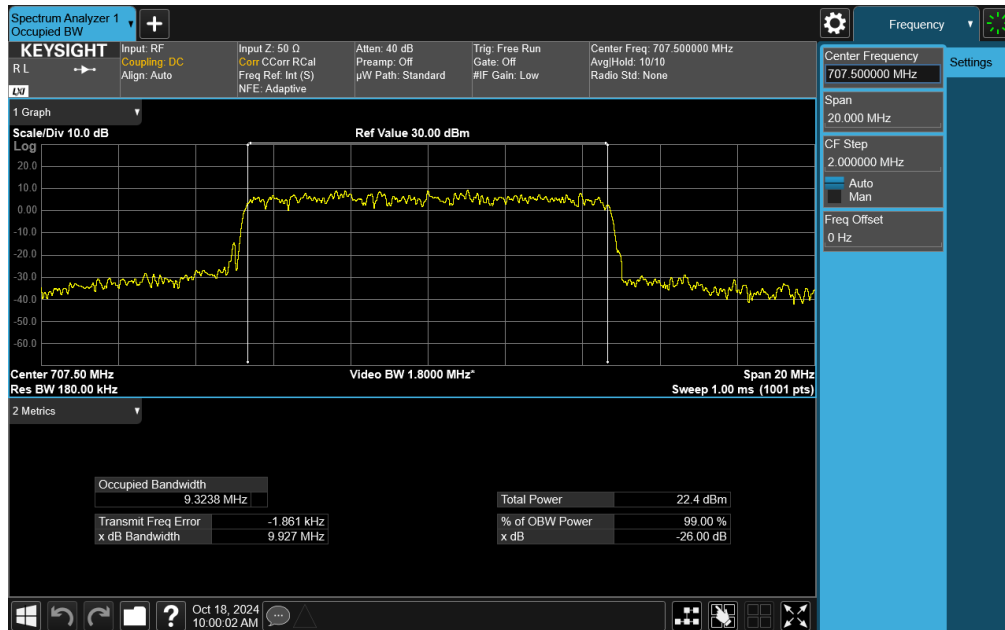 Spectrum Analyzer 1
Occupied BW
Frequency
KEYSIGHT
R L
LXI
Input: RF
Coupling: DC
Align: Auto
Input Z: 50 Ω
Corr CCorr RCal
Freq Ref: Int (S)
NFE: Adaptive
Atten: 40 dB
Preamp: Off
µW Path: Standard
Trig: Free Run
Gate: Off
#IF Gain: Low
Center Freq: 707.500000 MHz
Avg|Hold: 10/10
Radio Std: None
Center Frequency
707.500000 MHz
Settings
Span
20.000 MHz
CF Step
2.000000 MHz
Auto
Man
Freq Offset
0 Hz
1 Graph
Scale/Div 10.0 dB
Ref Value 30.00 dBm
Log
20.0
10.0
0.00
-10.0
-20.0
-30.0
-40.0
-50.0
-60.0
Center 707.50 MHz
Video BW 1.8000 MHz*
Span 20 MHz
Res BW 180.00 kHz
Sweep 1.00 ms (1001 pts)
2 Metrics
Occupied Bandwidth
9.3238 MHz
Total Power 22.4 dBm
Transmit Freq Error -1.861 kHz
% of OBW Power 99.00 %
x dB Bandwidth 9.927 MHz
x dB -26.00 dB
Oct 18, 2024
10:00:02 AM